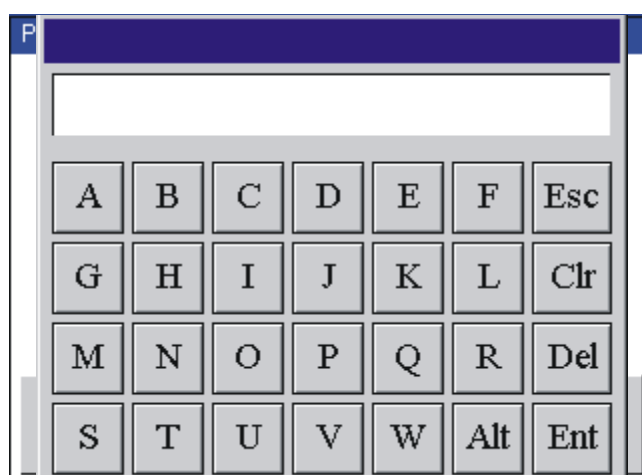 P
A B C D E F Esc
G H I J K L Clr
M N O P Q R Del
S T U V W Alt Ent